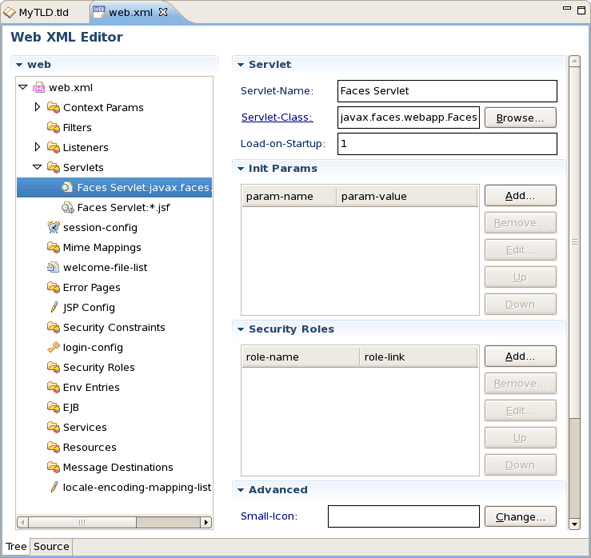 MyTLD.tld
web.xml
Web XML Editor
web
web.xml
Context Params
Filters
Listeners
Servlets
Faces Servlet:javax.faces.
Faces Servlet:*.jsf
session-config
Mime Mappings
welcome-file-list
Error Pages
JSP Config
Security Constraints
login-config
Security Roles
Env Entries
EJB
Services
Resources
Message Destinations
locale-encoding-mapping-list
Servlet
Servlet-Name: Faces Servlet
Servlet-Class: javax.faces.webapp.Faces Browse...
Load-on-Startup: 1
Init Params
param-name param-value Add...
Remove...
Edit...
Up
Down
Security Roles
role-name role-link Add...
Remove...
Edit...
Up
Down
Advanced
Small-Icon: Change...
Tree Source